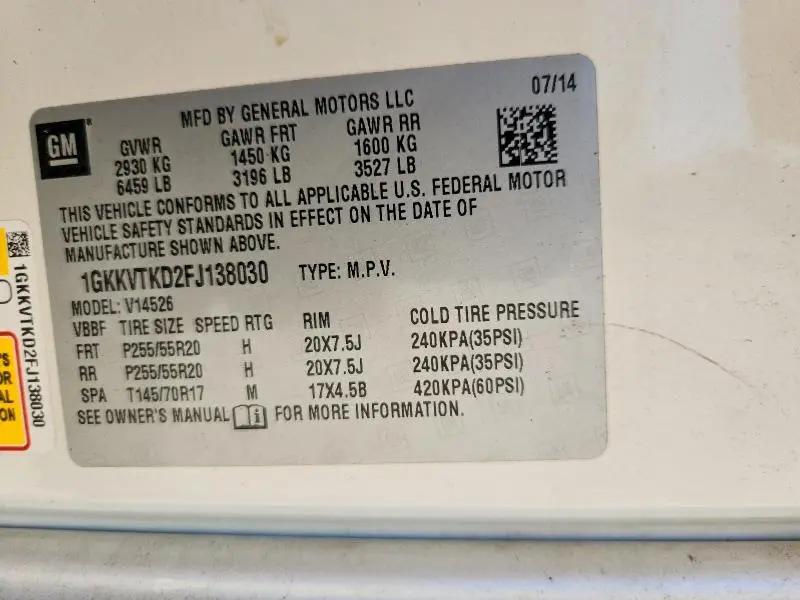 07/14
MFD BY GENERAL MOTORS LLC
GM
GVWR GAWR FRT GAWR RR
2930 KG 1450 KG 1600 KG
6459 LB 3196 LB 3527 LB
THIS VEHICLE CONFORMS TO ALL APPLICABLE U.S. FEDERAL MOTOR
VEHICLE SAFETY STANDARDS IN EFFECT ON THE DATE OF
MANUFACTURE SHOWN ABOVE.
1GKKVTKD2FJ138030 TYPE: M.P.V.
MODEL: V14526
VBBF TIRE SIZE SPEED RTG RIM COLD TIRE PRESSURE
FRT P255/55R20 H 20X7.5J 240KPA(35PSI)
RR P255/55R20 H 20X7.5J 240KPA(35PSI)
SPA T145/70R17 M 17X4.5B 420KPA(60PSI)
SEE OWNER'S MANUAL i FOR MORE INFORMATION.
1GKKVTKD2FJ138030